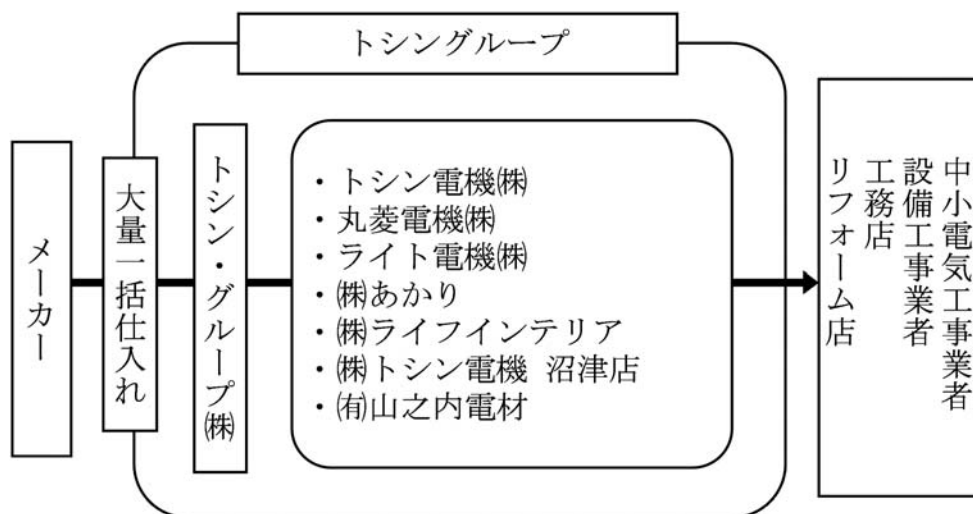 トシングループ
メーカー
大量一括仕入れ
トシン・グループ㈱
・トシン電機㈱
・丸菱電機㈱
・ライト電機㈱
・㈱あかり
・㈱ライフインテリア
・㈱トシン電機 沼津店
・㈲山之内電材
中小電気工事業者
設備工事業者
工務店
リフォーム店